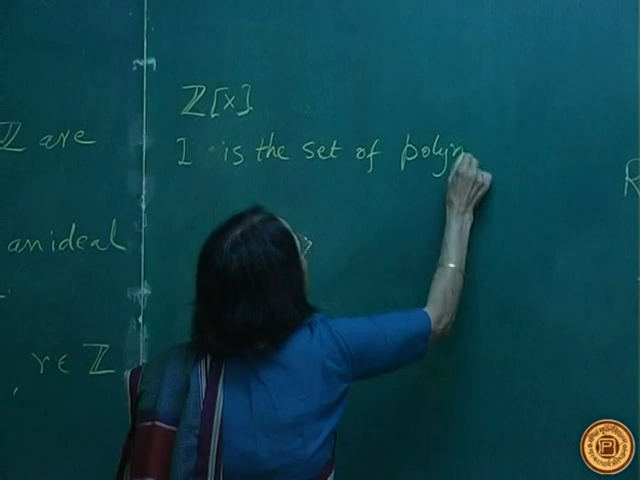 ℤ are
an ideal
r ∈ ℤ
ℤ[x]
I is the set of polyn
R